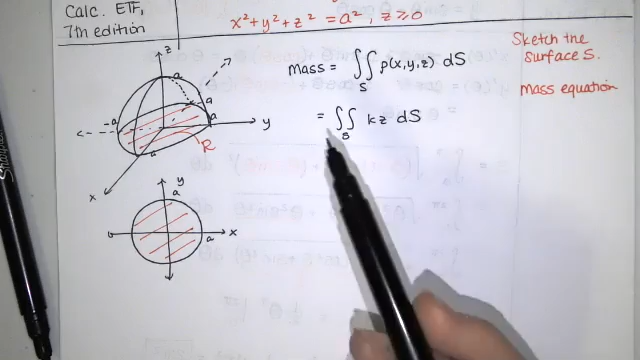 Calc. ETF,
7th edition
x² + y² + z² = a², z ≥ 0
Sketch the
surface S.
mass equation
mass = ∬ ρ(x,y,z) dS
S
= ∬ kz dS
S
z
a
a
-a
a
a
y
R
x
y
a
x